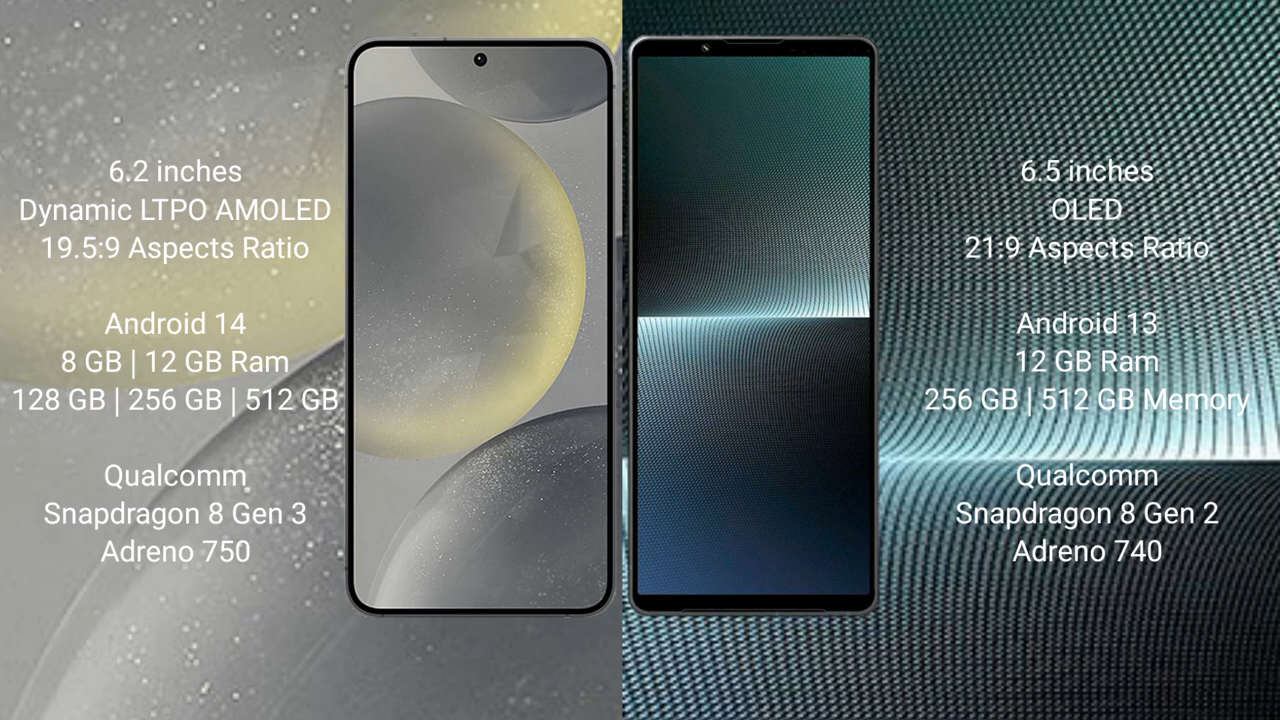 6.2 inches
Dynamic LTPO AMOLED
19.5:9 Aspects Ratio
Android 14
8 GB | 12 GB Ram
128 GB | 256 GB | 512 GB
Qualcomm
Snapdragon 8 Gen 3
Adreno 750
6.5 inches
OLED
21:9 Aspects Ratio
Android 13
12 GB Ram
256 GB | 512 GB Memory
Qualcomm
Snapdragon 8 Gen 2
Adreno 740